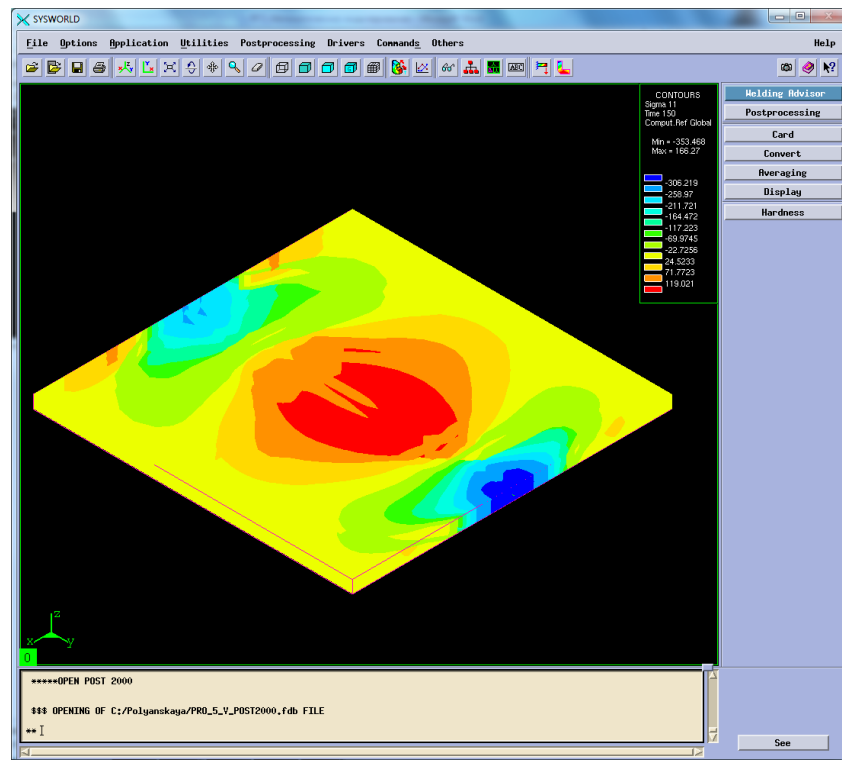 SYSWORLD
File Options Application Utilities Postprocessing Drivers Commands Others Help
CONTOURS
Sigma 11
Time 150
Comput.Ref Global
Min = -353.468
Max = 166.27
-306.219
-258.97
-211.721
-164.472
-117.223
-69.9745
-22.7256
24.5233
71.7723
119.021
Welding Advisor
Postprocessing
Card
Convert
Averaging
Display
Hardness
z
x
y
0
*****OPEN POST 2000
$$$ OPENING OF C:/Polyanskaya/PRO_5_V_POST2000.fdb FILE
**
See